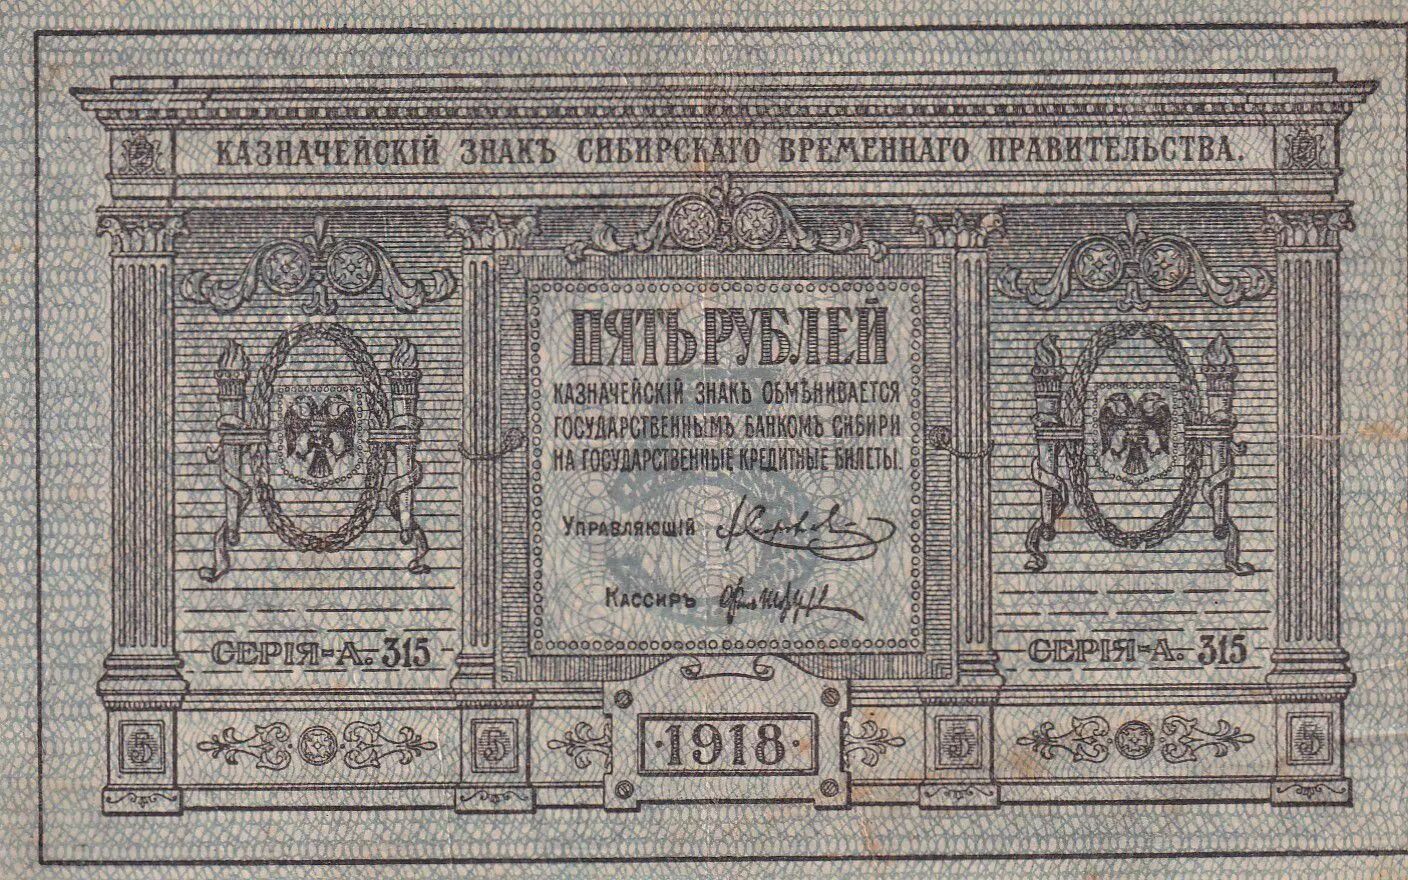 КАЗНАЧЕЙСКІЙ ЗНАКЪ СИБИРСКАГО ВРЕМЕННАГО ПРАВИТЕЛЬСТВА.
ПЯТЬ РУБЛЕЙ
КАЗНАЧЕЙСКІЙ ЗНАКЪ ОБМѢНИВАЕТСЯ
ГОСУДАРСТВЕННЫМЪ БАНКОМЪ СИБИРИ
НА ГОСУДАРСТВЕННЫЕ КРЕДИТНЫЕ БИЛЕТЫ.
УПРАВЛЯЮЩІЙ
КАССИРЪ
СЕРІЯ-А. 315
СЕРІЯ-А. 315
5 5 5 5
·1918·
5